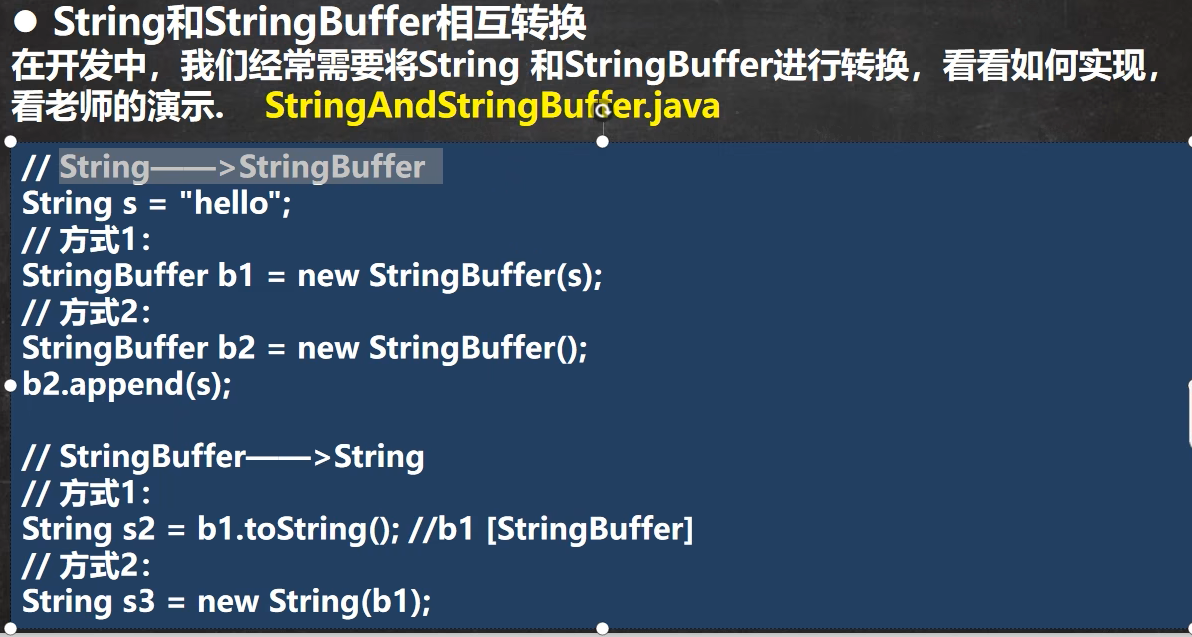 ● String和StringBuffer相互转换
在开发中，我们经常需要将String 和StringBuffer进行转换，看看如何实现，
看老师的演示. StringAndStringBuffer.java
// String——>StringBuffer
String s = "hello";
// 方式1：
StringBuffer b1 = new StringBuffer(s);
// 方式2：
StringBuffer b2 = new StringBuffer();
b2.append(s);
// StringBuffer——>String
// 方式1：
String s2 = b1.toString(); //b1 [StringBuffer]
// 方式2：
String s3 = new String(b1);